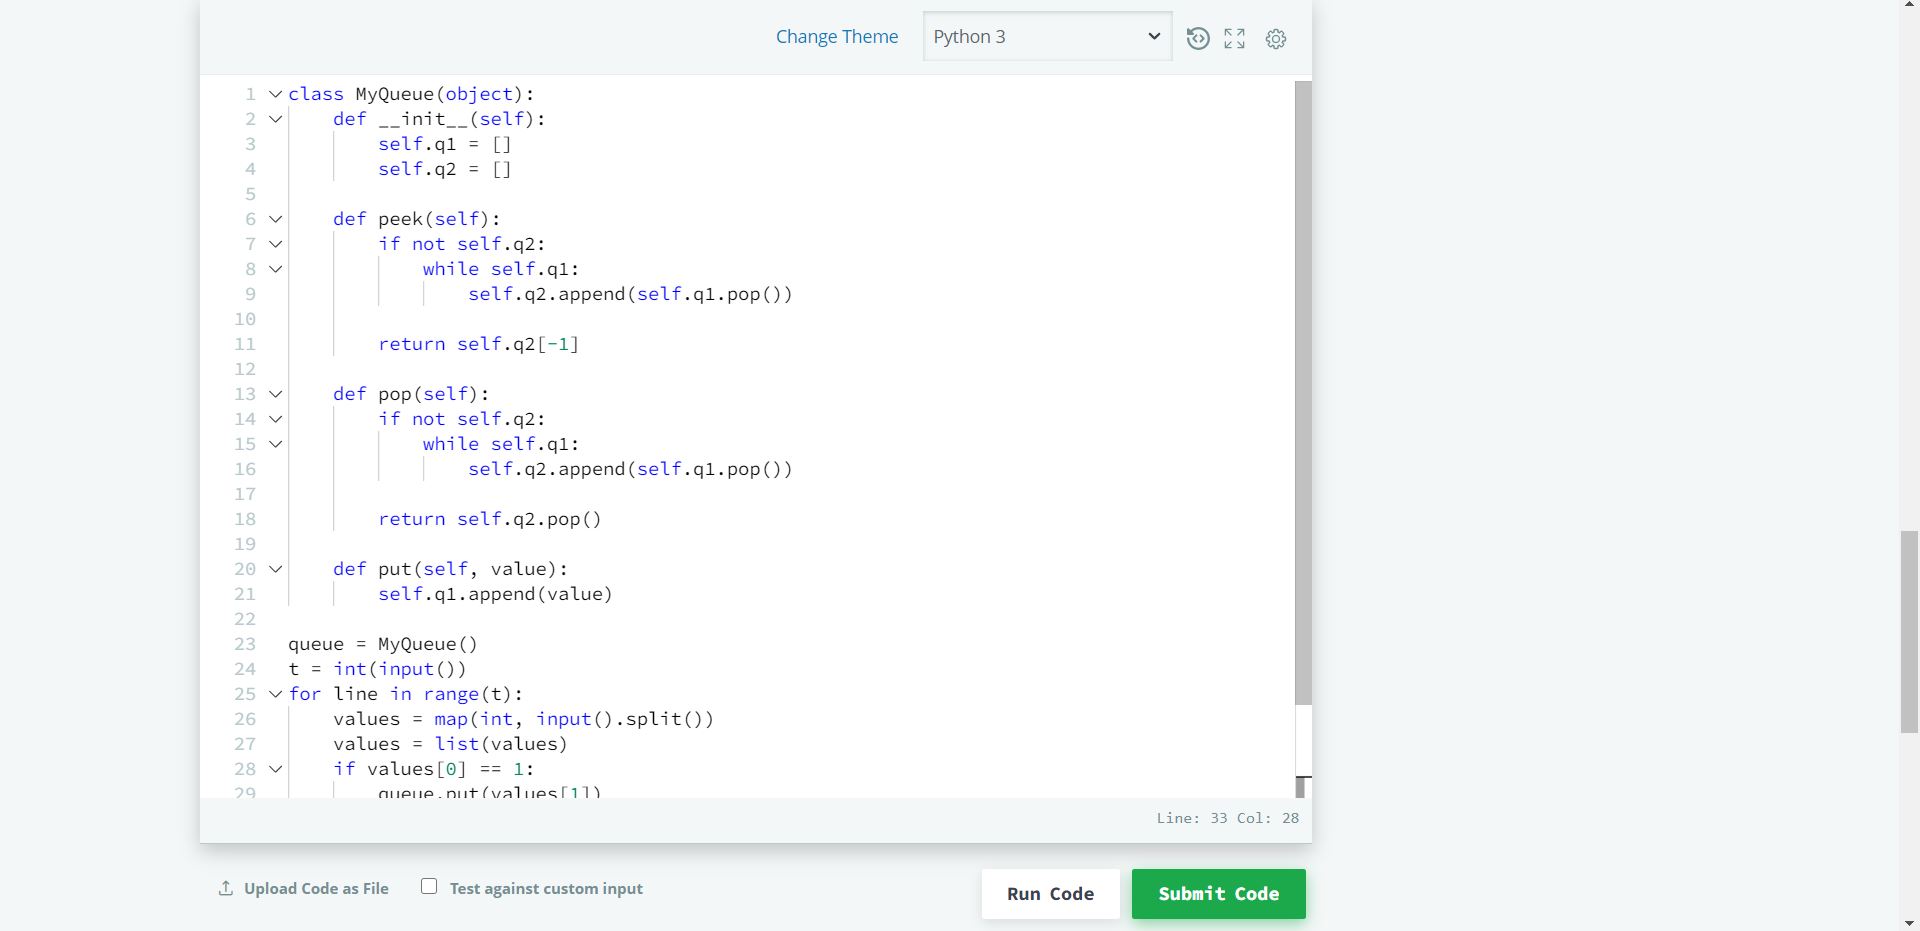 Change Theme Python 3
1 class MyQueue(object):
2     def __init__(self):
3         self.q1 = []
4         self.q2 = []
5
6     def peek(self):
7         if not self.q2:
8             while self.q1:
9                 self.q2.append(self.q1.pop())
10
11         return self.q2[-1]
12
13     def pop(self):
14         if not self.q2:
15             while self.q1:
16                 self.q2.append(self.q1.pop())
17
18         return self.q2.pop()
19
20     def put(self, value):
21         self.q1.append(value)
22
23 queue = MyQueue()
24 t = int(input())
25 for line in range(t):
26     values = map(int, input().split())
27     values = list(values)
28     if values[0] == 1:
29         queue.put(values[1])
Line: 33 Col: 28
Upload Code as File Test against custom input Run Code Submit Code